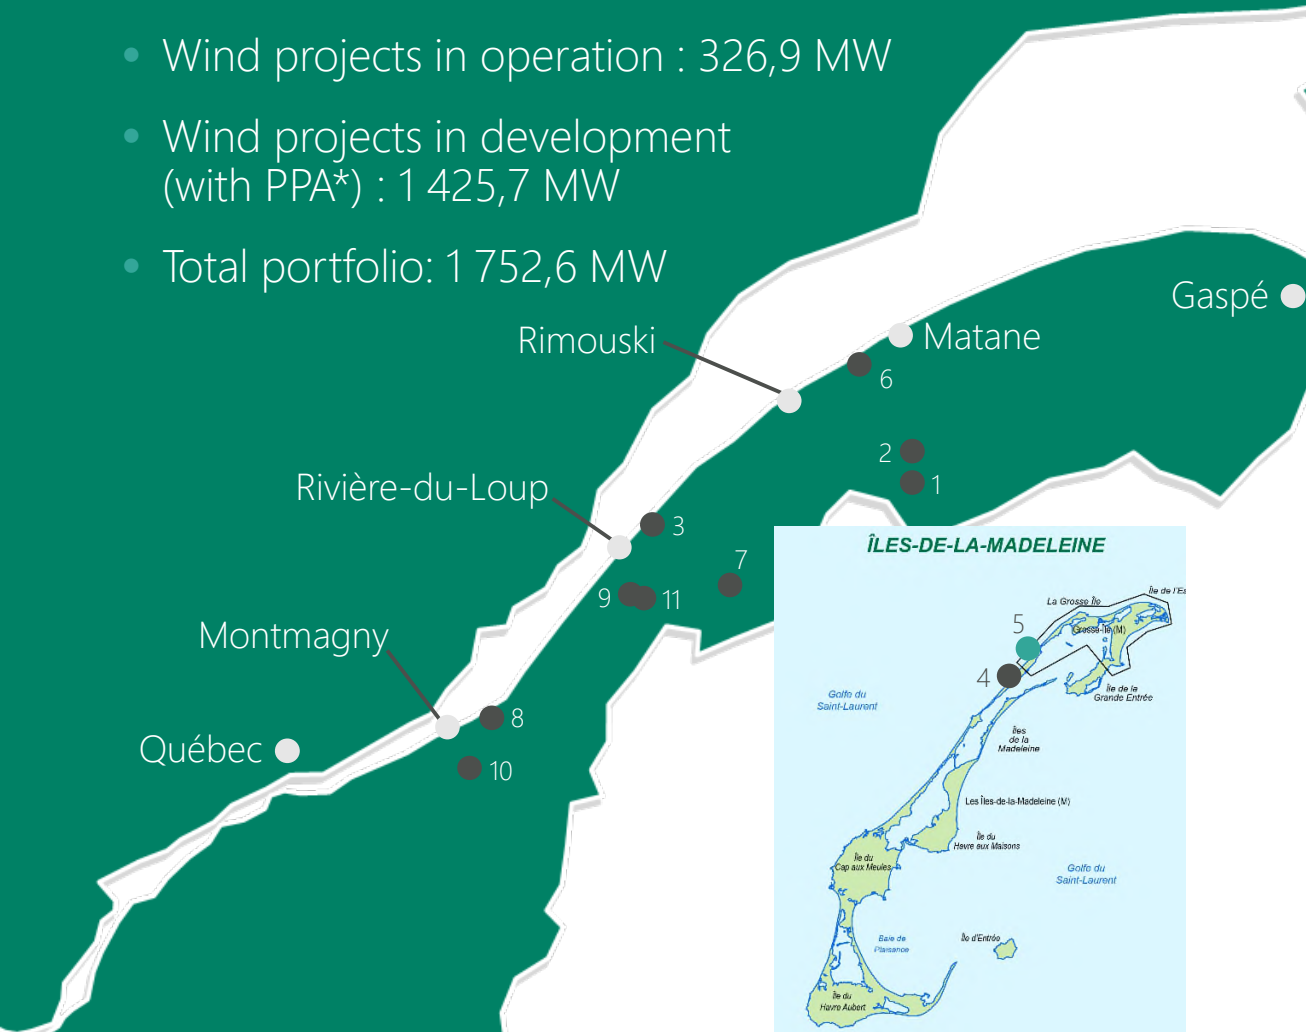 • Wind projects in operation : 326,9 MW
• Wind projects in development
(with PPA*) : 1 425,7 MW
• Total portfolio: 1 752,6 MW
Gaspé
Rimouski
Matane
6
2
1
Rivière-du-Loup
3
7
9
11
Montmagny
8
Québec
10
ÎLES-DE-LA-MADELEINE
La Grosse Île
Île de l'Es
Grosse-Île (M)
5
4
Île de la
Grande Entrée
Golfe du
Saint-Laurent
Îles
de la
Madeleine
Les Îles-de-la-Madeleine (M)
Île du
Havre aux Maisons
Île du
Cap aux Meules
Golfe du
Saint-Laurent
Baie de
Plaisance
Île d'Entrée
Île du
Havre Aubert